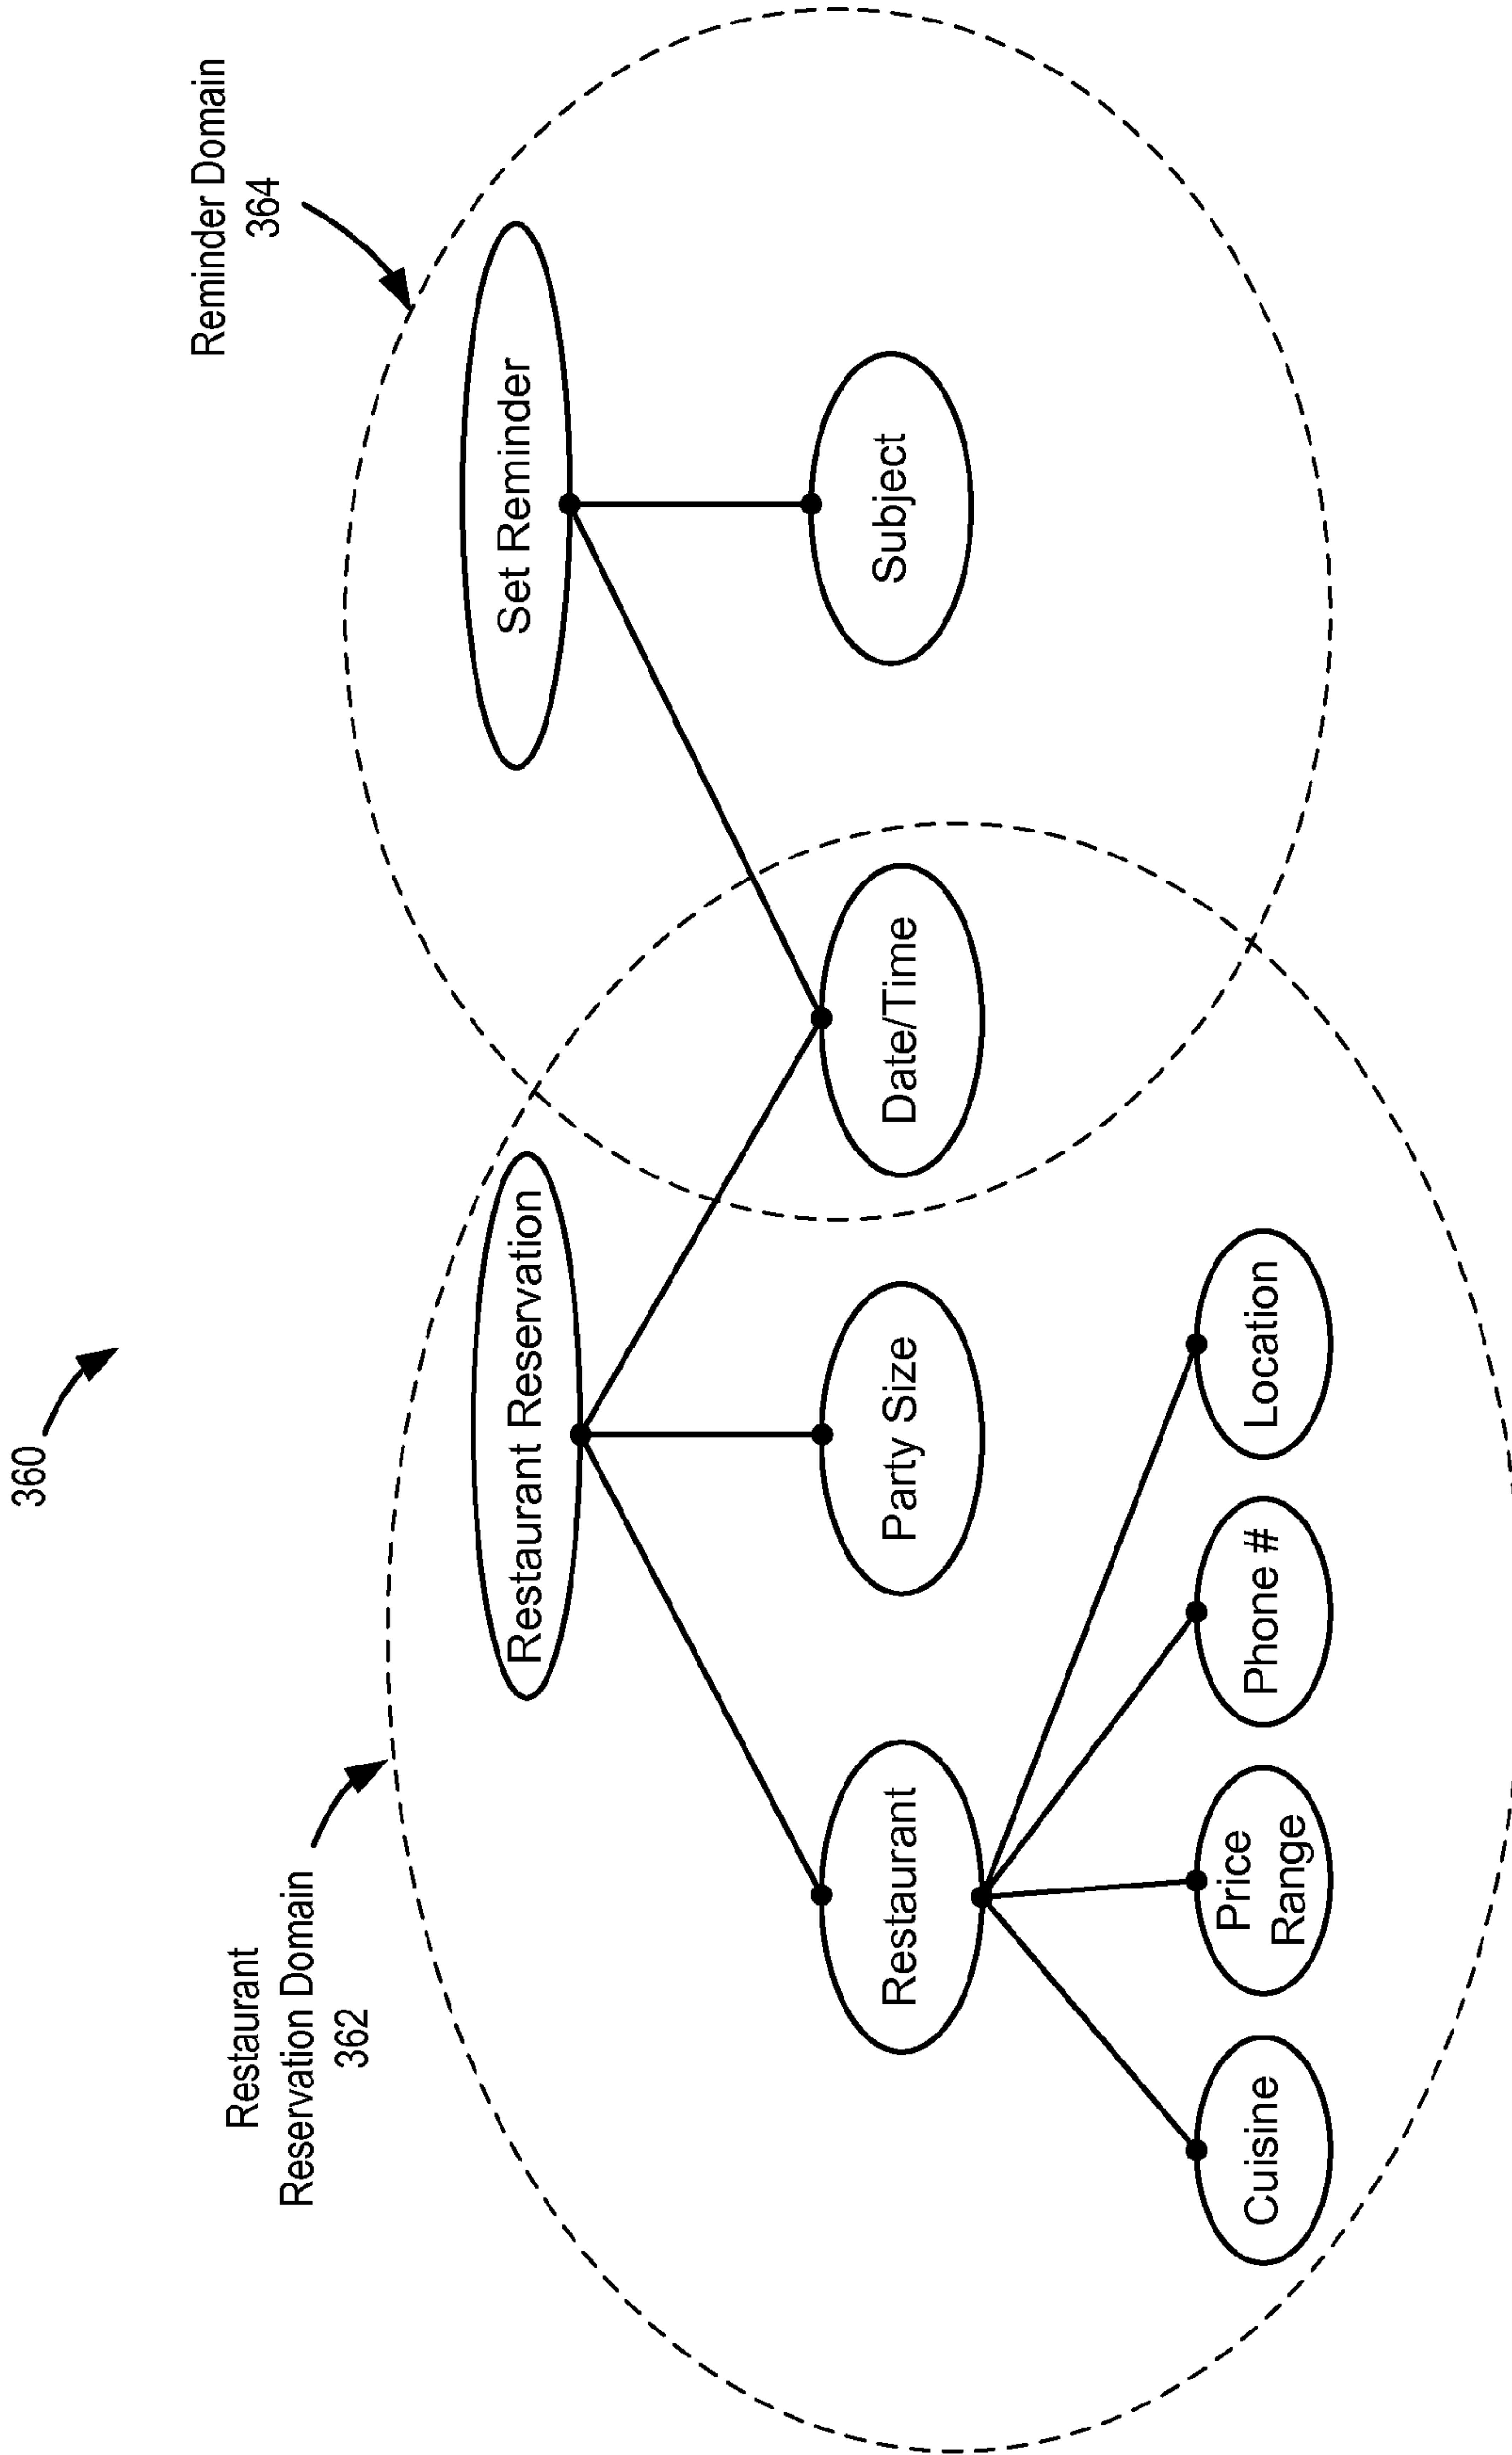 360
Restaurant
Reservation Domain
362
Reminder Domain
364
Restaurant Reservation
Set Reminder
Restaurant
Party Size
Date/Time
Subject
Cuisine
Price
Range
Phone #
Location